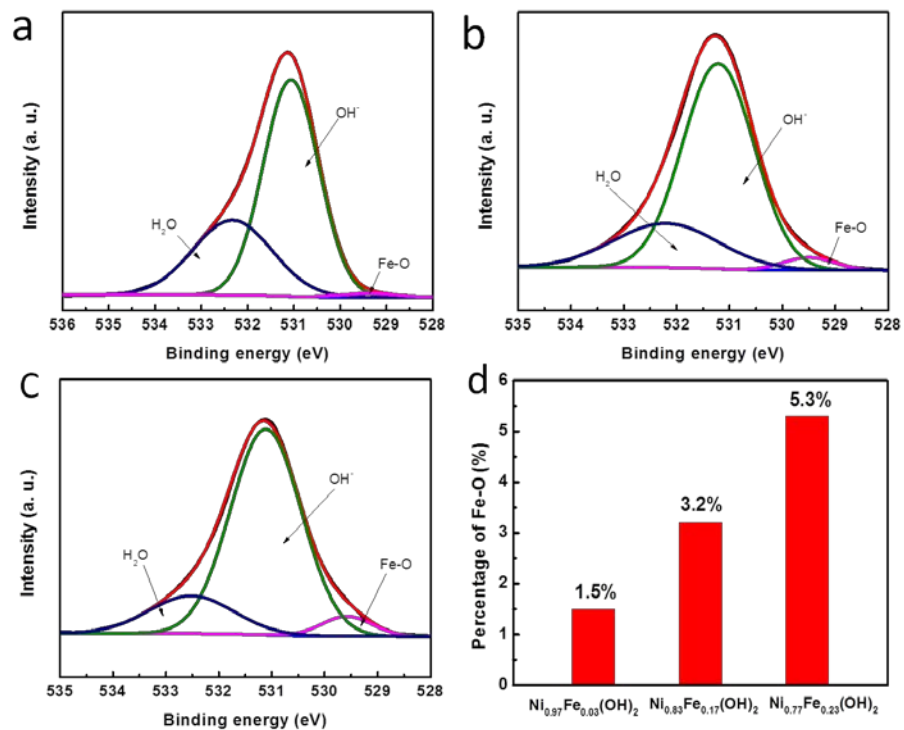 a
Intensity (a. u.)
OH⁻
H₂O
Fe-O
536 535 534 533 532 531 530 529 528
Binding energy (eV)
b
Intensity (a. u.)
OH⁻
H₂O
Fe-O
535 534 533 532 531 530 529 528
Binding energy (eV)
c
Intensity (a. u.)
OH⁻
H₂O
Fe-O
535 534 533 532 531 530 529 528
Binding energy (eV)
d
Percentage of Fe-O (%)
6
5
4
3
2
1
0
1.5%
3.2%
5.3%
Ni₀.₉₇Fe₀.₀₃(OH)₂ Ni₀.₈₃Fe₀.₁₇(OH)₂ Ni₀.₇₇Fe₀.₂₃(OH)₂